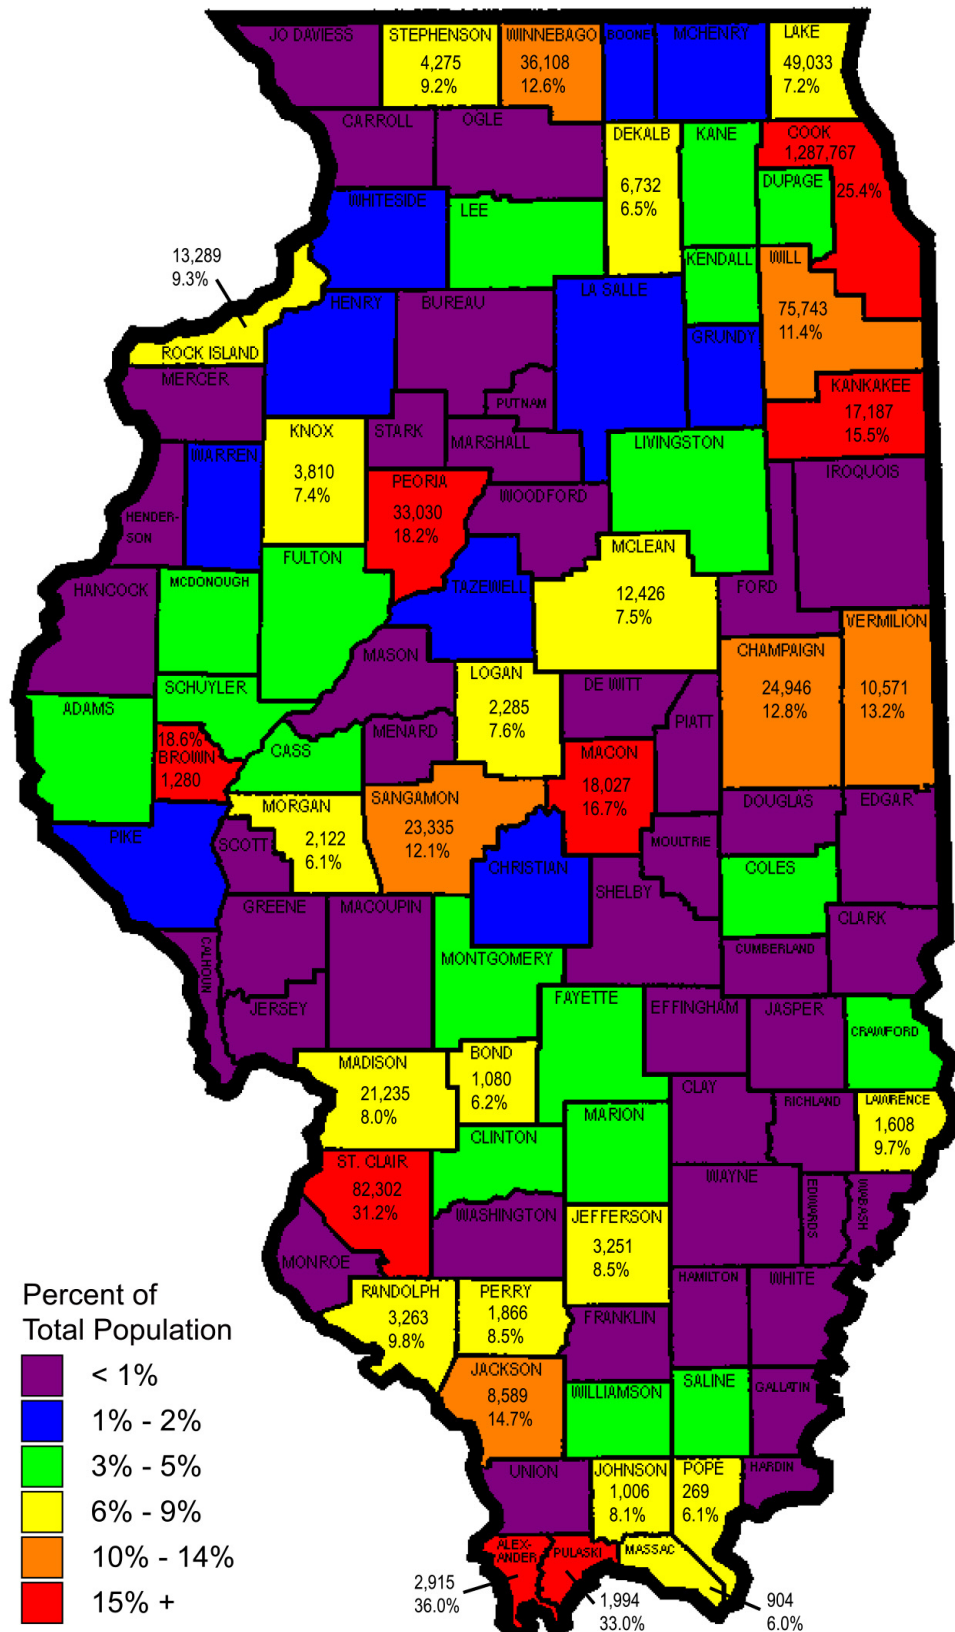 JO DAVIESS
STEPHENSON
4,275
9.2%
WINNEBAGO
36,108
12.6%
BOONE
MCHENRY
LAKE
49,033
7.2%
CARROLL
OGLE
DEKALB
6,732
6.5%
KANE
COOK
1,287,767
25.4%
DUPAGE
WHITESIDE
LEE
13,289
9.3%
ROCK ISLAND
HENRY
BUREAU
LA SALLE
KENDALL
WILL
75,743
11.4%
GRUNDY
MERCER
PUTNAM
KANKAKEE
17,187
15.5%
KNOX
3,810
7.4%
STARK
MARSHALL
LIVINGSTON
WARREN
PEORIA
33,030
18.2%
WOODFORD
IROQUOIS
HENDER-
SON
FULTON
MCLEAN
12,426
7.5%
HANCOCK
MCDONOUGH
TAZEWELL
FORD
VERMILION
10,571
13.2%
MASON
CHAMPAIGN
24,946
12.8%
SCHUYLER
LOGAN
2,285
7.6%
DE WITT
ADAMS
PIATT
18.6%
BROWN
1,280
CASS
MENARD
MACON
18,027
16.7%
MORGAN
2,122
6.1%
SANGAMON
23,335
12.1%
DOUGLAS
EDGAR
PIKE
SCOTT
MOULTRIE
CHRISTIAN
COLES
SHELBY
GREENE
MACOUPIN
CLARK
CALHOUN
MONTGOMERY
CUMBERLAND
JERSEY
FAYETTE
EFFINGHAM
JASPER
CRAWFORD
MADISON
21,235
8.0%
BOND
1,080
6.2%
CLAY
RICHLAND
LAWRENCE
1,608
9.7%
MARION
CLINTON
ST. CLAIR
82,302
31.2%
WAYNE
EDWARDS
WABASH
WASHINGTON
JEFFERSON
3,251
8.5%
MONROE
HAMILTON
WHITE
RANDOLPH
3,263
9.8%
PERRY
1,866
8.5%
FRANKLIN
JACKSON
8,589
14.7%
WILLIAMSON
SALINE
GALLATIN
UNION
JOHNSON
1,006
8.1%
POPE
269
6.1%
HARDIN
ALEX-
ANDER
PULASKI
MASSAC
2,915
36.0%
1,994
33.0%
904
6.0%
Percent of
Total Population
< 1%
1% - 2%
3% - 5%
6% - 9%
10% - 14%
15% +